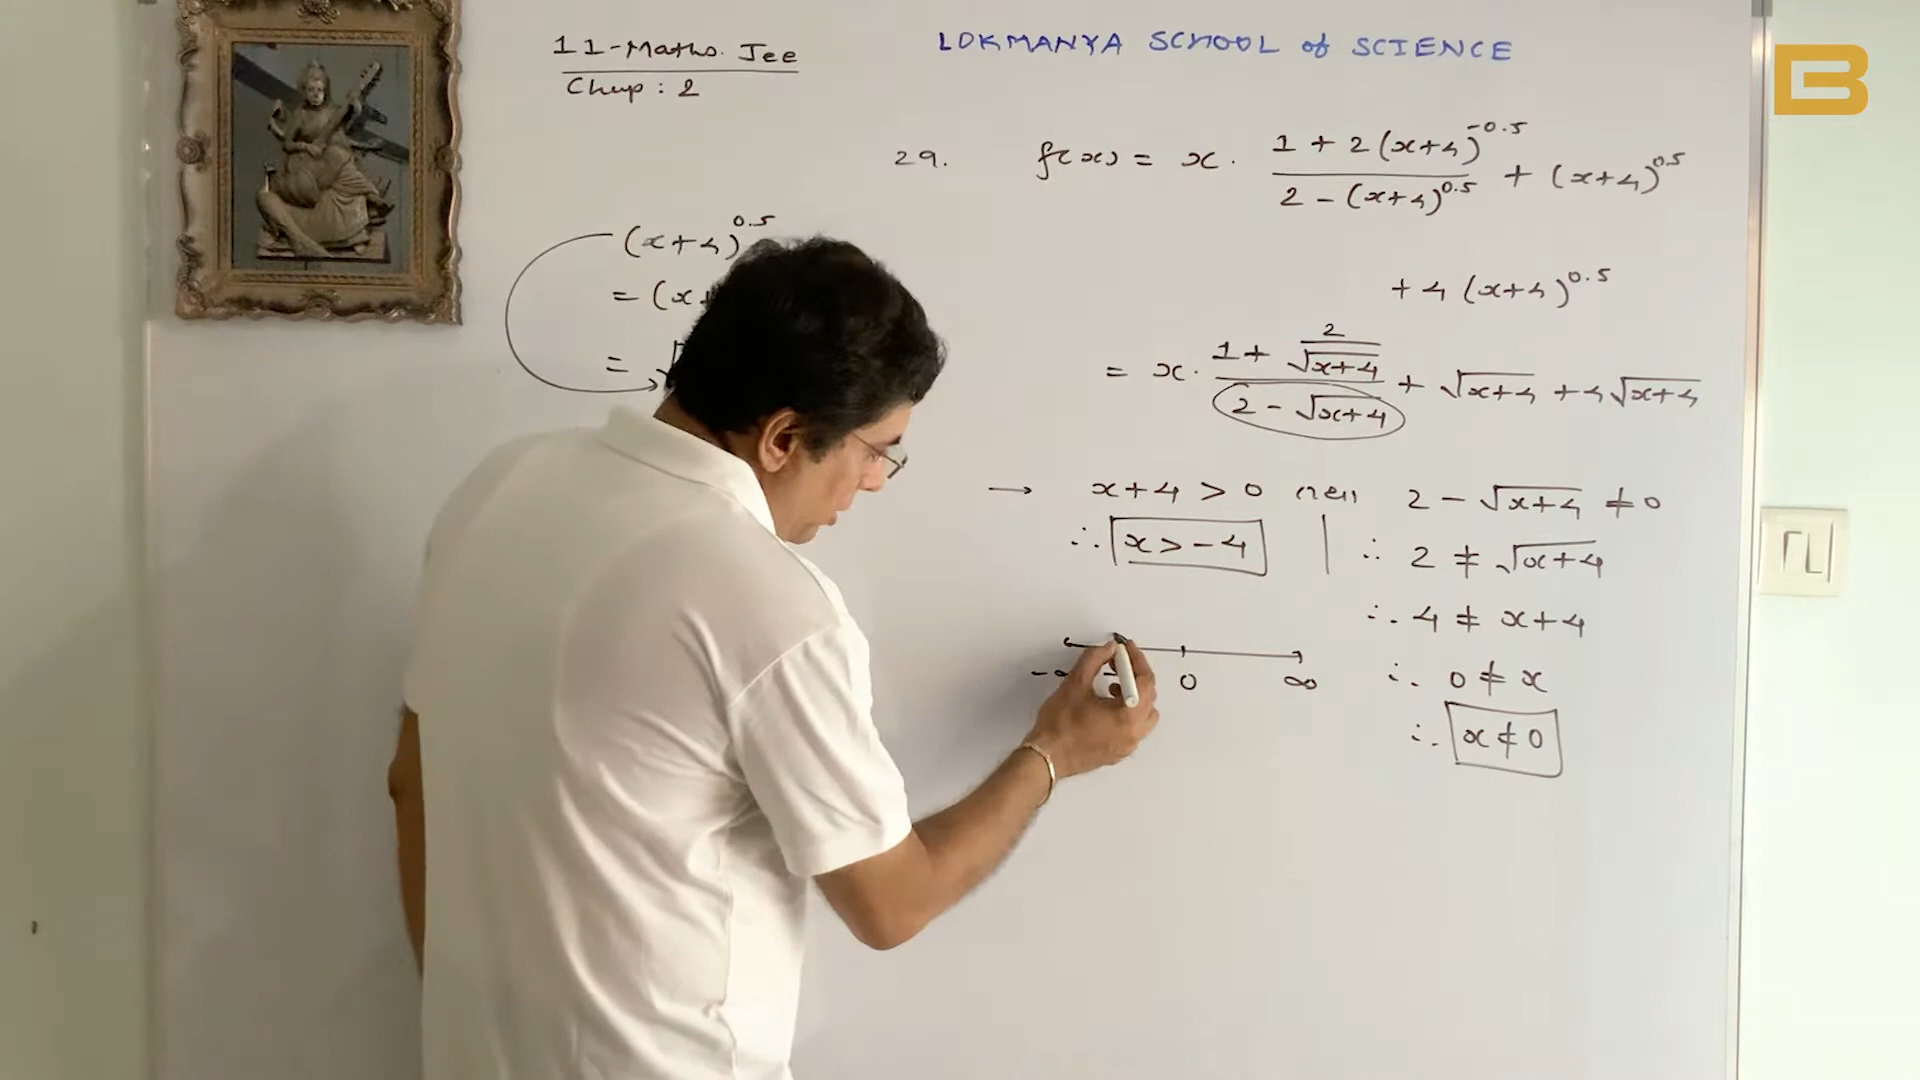 11-Maths. Jee
Chap : 2
LOKMANYA SCHOOL of SCIENCE
29. f(x) = x · (1 + 2(x+4)^-0.5)/(2 - (x+4)^0.5) + (x+4)^0.5
+ 4 (x+4)^0.5
= x · (1 + 2/√(x+4))/(2 - √(x+4)) + √(x+4) + 4√(x+4)
(x+4)^0.5
= (x
= √
→ x+4 > 0 અને 2 - √(x+4) ≠ 0
∴ x > -4 | ∴ 2 ≠ √(x+4)
∴ 4 ≠ x+4
0 ∞
∴ 0 ≠ x
∴ x ≠ 0